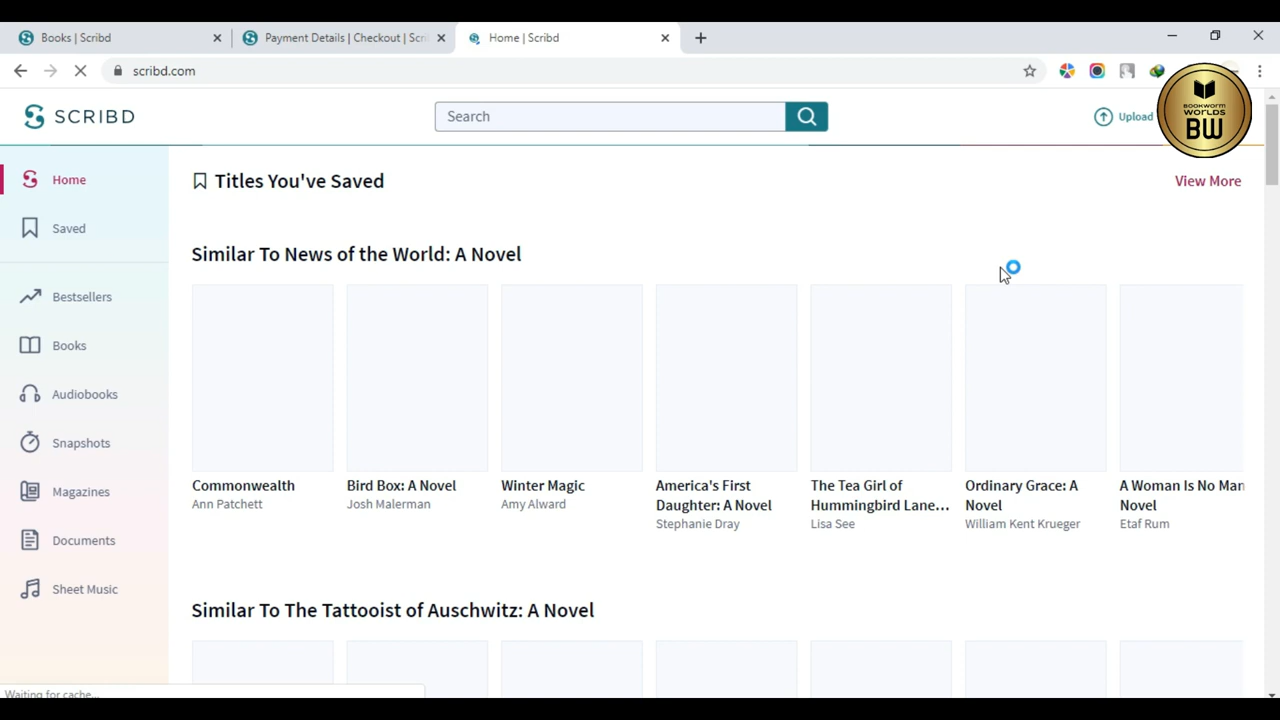 Books | Scribd
Payment Details | Checkout | Scri
Home | Scribd
scribd.com
SCRIBD
Search
Upload
BOOKWORM
WORLDS
BW
Home
Saved
Bestsellers
Books
Audiobooks
Snapshots
Magazines
Documents
Sheet Music
Titles You've Saved
View More
Similar To News of the World: A Novel
Commonwealth
Ann Patchett
Bird Box: A Novel
Josh Malerman
Winter Magic
Amy Alward
America's First
Daughter: A Novel
Stephanie Dray
The Tea Girl of
Hummingbird Lane...
Lisa See
Ordinary Grace: A
Novel
William Kent Krueger
A Woman Is No Man
Novel
Etaf Rum
Similar To The Tattooist of Auschwitz: A Novel
Waiting for cache...